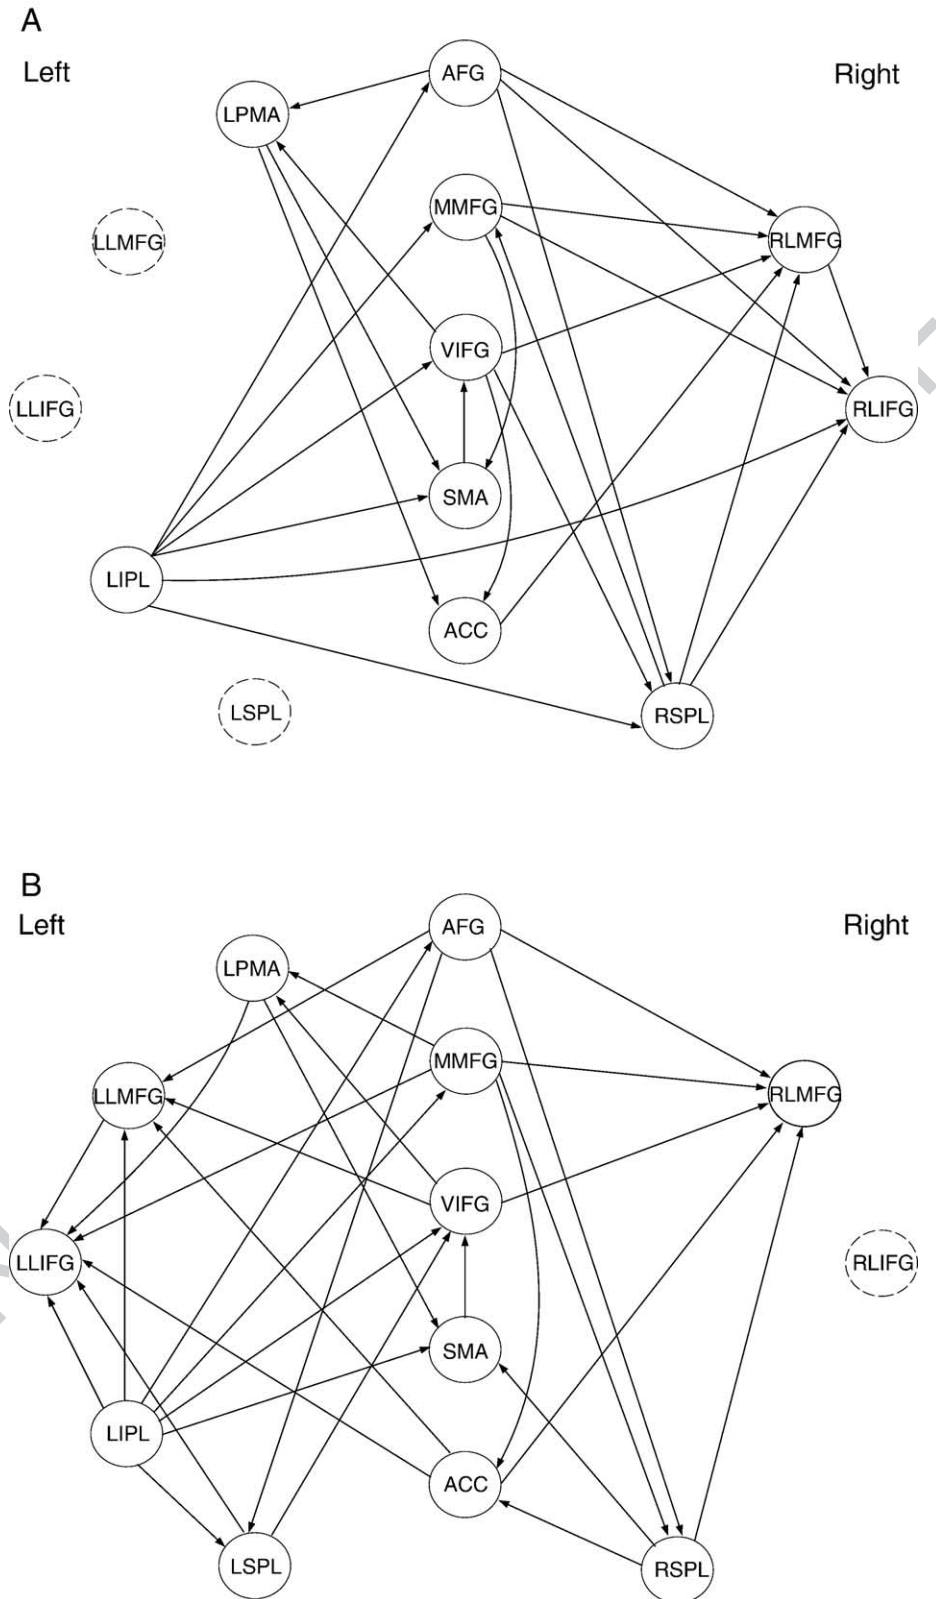 A
Left
Right
AFG
LPMA
MMFG
LLMFG
RLMFG
VIFG
LLIFG
RLIFG
SMA
LIPL
ACC
LSPL
RSPL
B
Left
Right
AFG
LPMA
MMFG
LLMFG
RLMFG
VIFG
LLIFG
RLIFG
SMA
LIPL
ACC
LSPL
RSPL